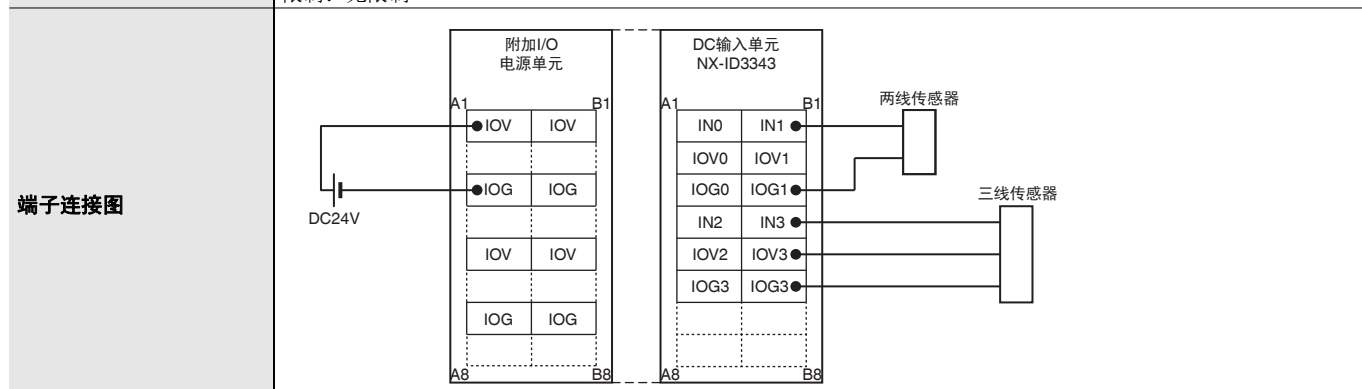 端子连接图
附加I/O
电源单元
A1 B1
IOV IOV
IOG IOG
IOV IOV
IOG IOG
A8 B8
DC24V
DC输入单元
NX-ID3343
A1 B1
IN0 IN1
IOV0 IOV1
IOG0 IOG1
IN2 IN3
IOV2 IOV3
IOG3 IOG3
A8 B8
两线传感器
三线传感器